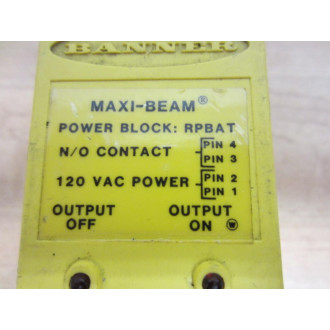 BANNER
MAXI-BEAM®
POWER BLOCK: RPBAT
N/O CONTACT PIN 4
PIN 3
120 VAC POWER PIN 2
PIN 1
OUTPUT OFF
OUTPUT ON